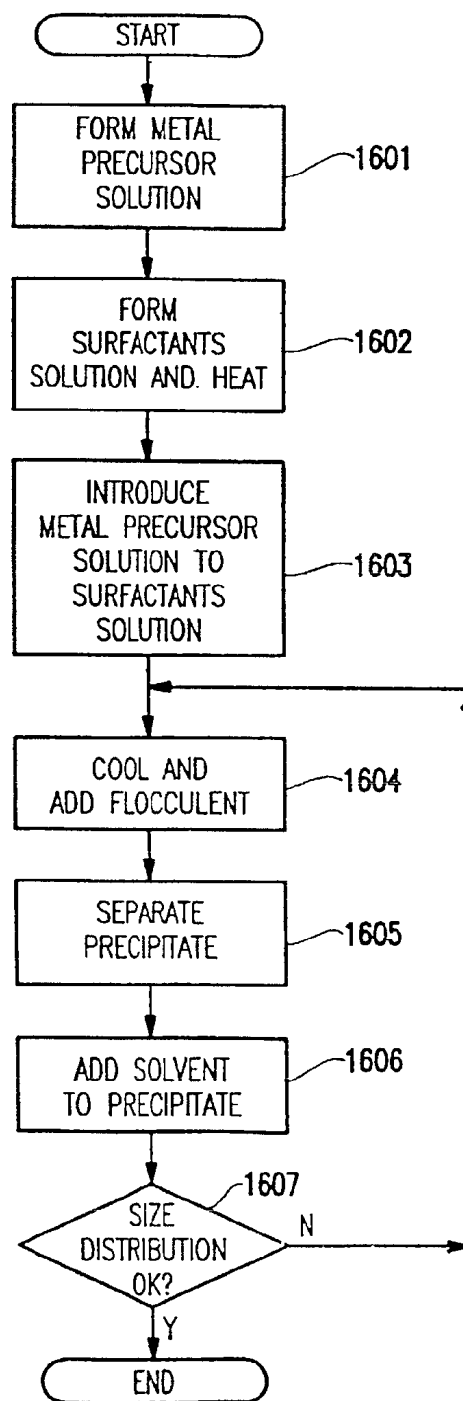 START
FORM METAL
PRECURSOR
SOLUTION
1601
FORM
SURFACTANTS
SOLUTION AND. HEAT
1602
INTRODUCE
METAL PRECURSOR
SOLUTION TO
SURFACTANTS
SOLUTION
1603
COOL AND
ADD FLOCCULENT
1604
SEPARATE
PRECIPITATE
1605
ADD SOLVENT
TO PRECIPITATE
1606
1607
SIZE
DISTRIBUTION
OK?
N
Y
END